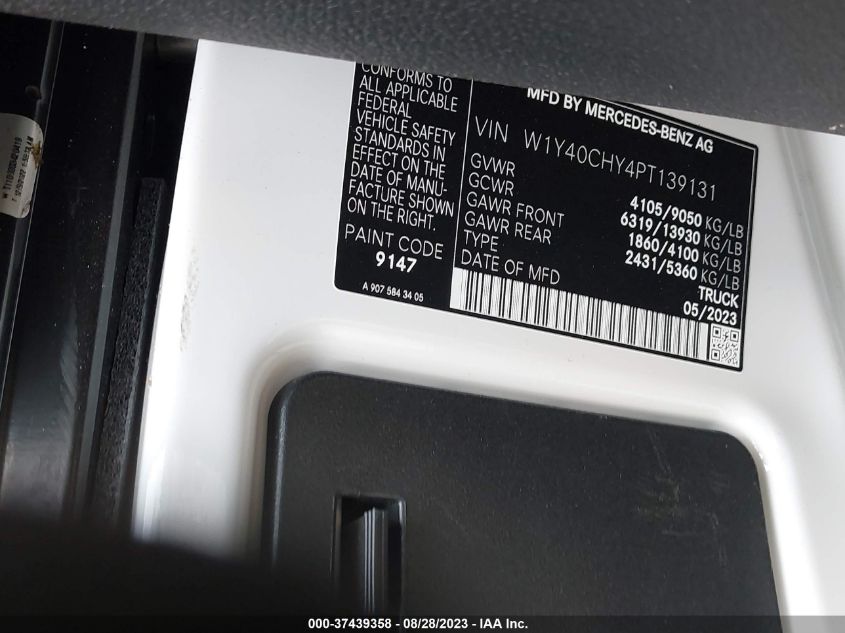 CONFORMS TO
ALL APPLICABLE
FEDERAL
VEHICLE SAFETY
STANDARDS IN
EFFECT ON THE
DATE OF MANU-
FACTURE SHOWN
ON THE RIGHT.
PAINT CODE
9147
A 907 584 34 05
MFD BY MERCEDES-BENZ AG
VIN W1Y40CHY4PT139131
GVWR 4105/9050 KG/LB
GCWR 6319/13930 KG/LB
GAWR FRONT 1860/4100 KG/LB
GAWR REAR 2431/5360 KG/LB
TYPE TRUCK
DATE OF MFD 05/2023
000-37439358 - 08/28/2023 - IAA Inc.